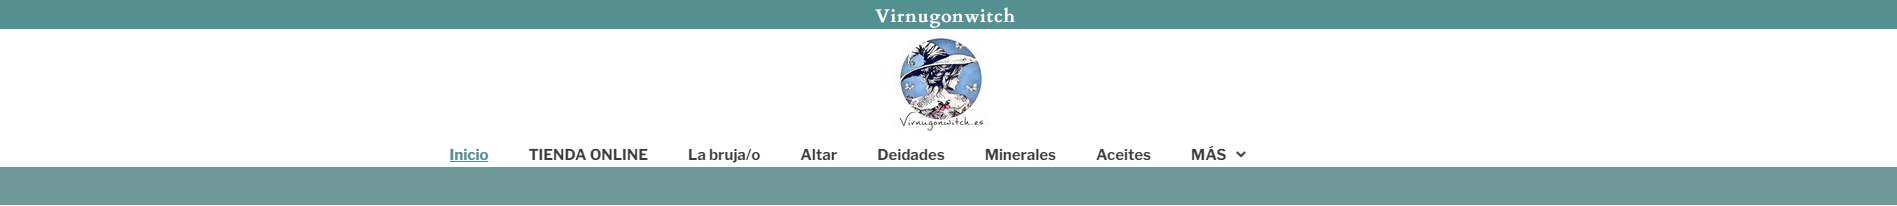 Virnugonwitch
Virnugonwitch.es
Inicio TIENDA ONLINE La bruja/o Altar Deidades Minerales Aceites MÁS